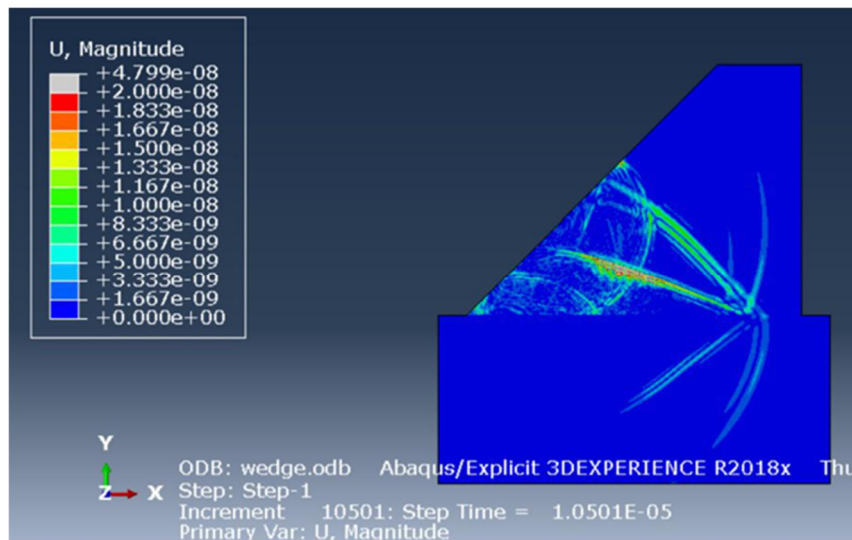 U, Magnitude
+4.799e-08
+2.000e-08
+1.833e-08
+1.667e-08
+1.500e-08
+1.333e-08
+1.167e-08
+1.000e-08
+8.333e-09
+6.667e-09
+5.000e-09
+3.333e-09
+1.667e-09
+0.000e+00
Y
Z X
ODB: wedge.odb Abaqus/Explicit 3DEXPERIENCE R2018x Thu
Step: Step-1
Increment 10501: Step Time = 1.0501E-05
Primary Var: U, Magnitude